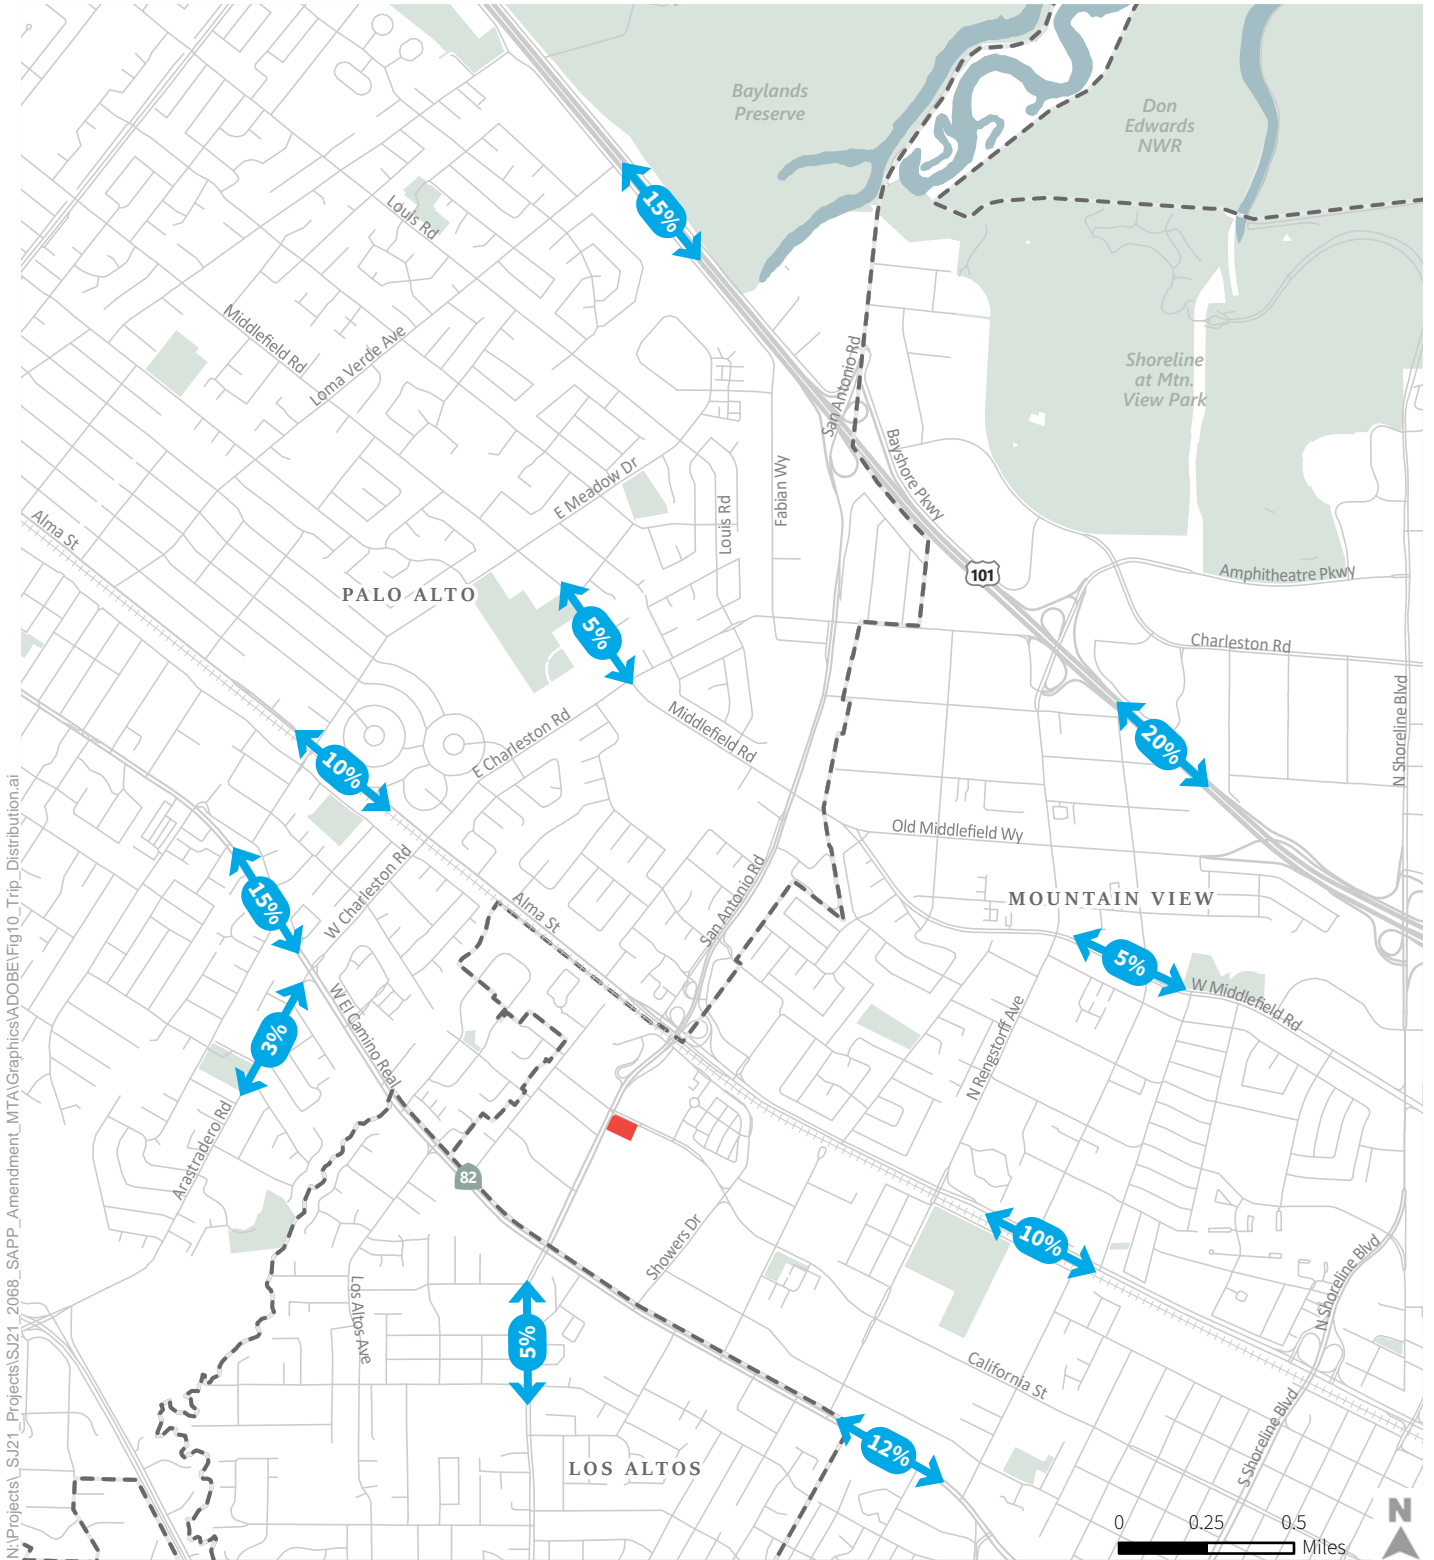 Baylands
Preserve
Don
Edwards
NWR
15%
Louis Rd
Middlefield Rd
Loma Verde Ave
San Antonio Rd
Shoreline
at Mtn.
View Park
Bayshore Pkwy
E Meadow Dr
Fabian Wy
Louis Rd
Alma St
101
Amphitheatre Pkwy
PALO ALTO
5%
Charleston Rd
N Shoreline Blvd
Middlefield Rd
E Charleston Rd
10%
20%
Old Middlefield Wy
W Charleston Rd
15%
Alma St
San Antonio Rd
MOUNTAIN VIEW
5%
W Middlefield Rd
W El Camino Real
3%
N Rengstorff Ave
Arastradero Rd
82
Showers Dr
10%
N Shoreline Blvd
Los Altos Ave
5%
California St
S Shoreline Blvd
12%
LOS ALTOS
N
0 0.25 0.5
Miles
N:\Projects\_SJ21_Projects\SJ21_2068_SAPP_Amendment_MTA\Graphics\ADOBE\Fig10_Trip_Distribution.ai